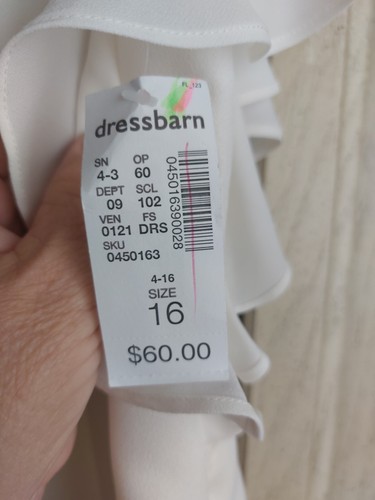 FL_123
dressbarn
SN OP
4-3 60
DEPT SCL
09 102
VEN FS
0121 DRS
SKU
0450163
045016390028
4-16
SIZE
16
$60.00